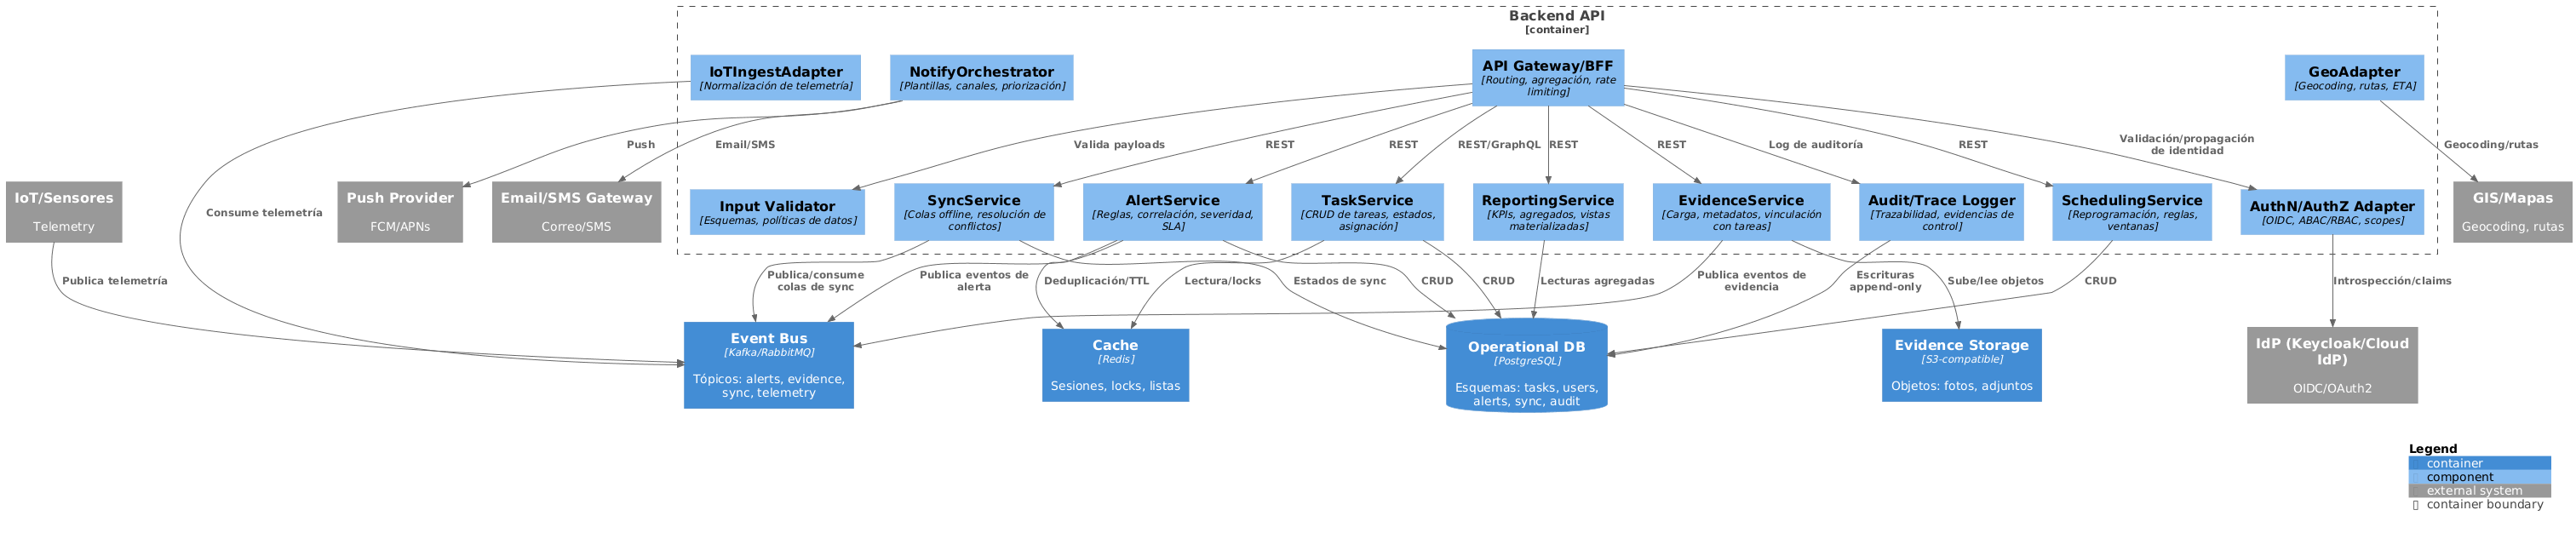 Backend API
[container]
IoTIngestAdapter
[Normalización de telemetría]
NotifyOrchestrator
[Plantillas, canales, priorización]
API Gateway/BFF
[Routing, agregación, rate
limiting]
GeoAdapter
[Geocoding, rutas, ETA]
Push
Email/SMS
Valida payloads
REST
REST
REST/GraphQL
REST
REST
Log de auditoría
REST
Validación/propagación
de identidad
Geocoding/rutas
IoT/Sensores
Telemetry
Consume telemetría
Push Provider
FCM/APNs
Email/SMS Gateway
Correo/SMS
Input Validator
[Esquemas, políticas de datos]
SyncService
[Colas offline, resolución de
conflictos]
AlertService
[Reglas, correlación, severidad,
SLA]
TaskService
[CRUD de tareas, estados,
asignación]
ReportingService
[KPIs, agregados, vistas
materializadas]
EvidenceService
[Carga, metadatos, vinculación
con tareas]
Audit/Trace Logger
[Trazabilidad, evidencias de
control]
SchedulingService
[Reprogramación, reglas,
ventanas]
AuthN/AuthZ Adapter
[OIDC, ABAC/RBAC, scopes]
GIS/Mapas
Geocoding, rutas
Publica telemetría
Publica/consume
colas de sync
Publica eventos de
alerta
Deduplicación/TTL
Lectura/locks
Estados de sync
CRUD
CRUD
Lecturas agregadas
Publica eventos de
evidencia
Escrituras
append-only
Sube/lee objetos
CRUD
Introspección/claims
Event Bus
[Kafka/RabbitMQ]
Tópicos: alerts, evidence,
sync, telemetry
Cache
[Redis]
Sesiones, locks, listas
Operational DB
[PostgreSQL]
Esquemas: tasks, users,
alerts, sync, audit
Evidence Storage
[S3-compatible]
Objetos: fotos, adjuntos
IdP (Keycloak/Cloud
IdP)
OIDC/OAuth2
Legend
container
component
external system
container boundary